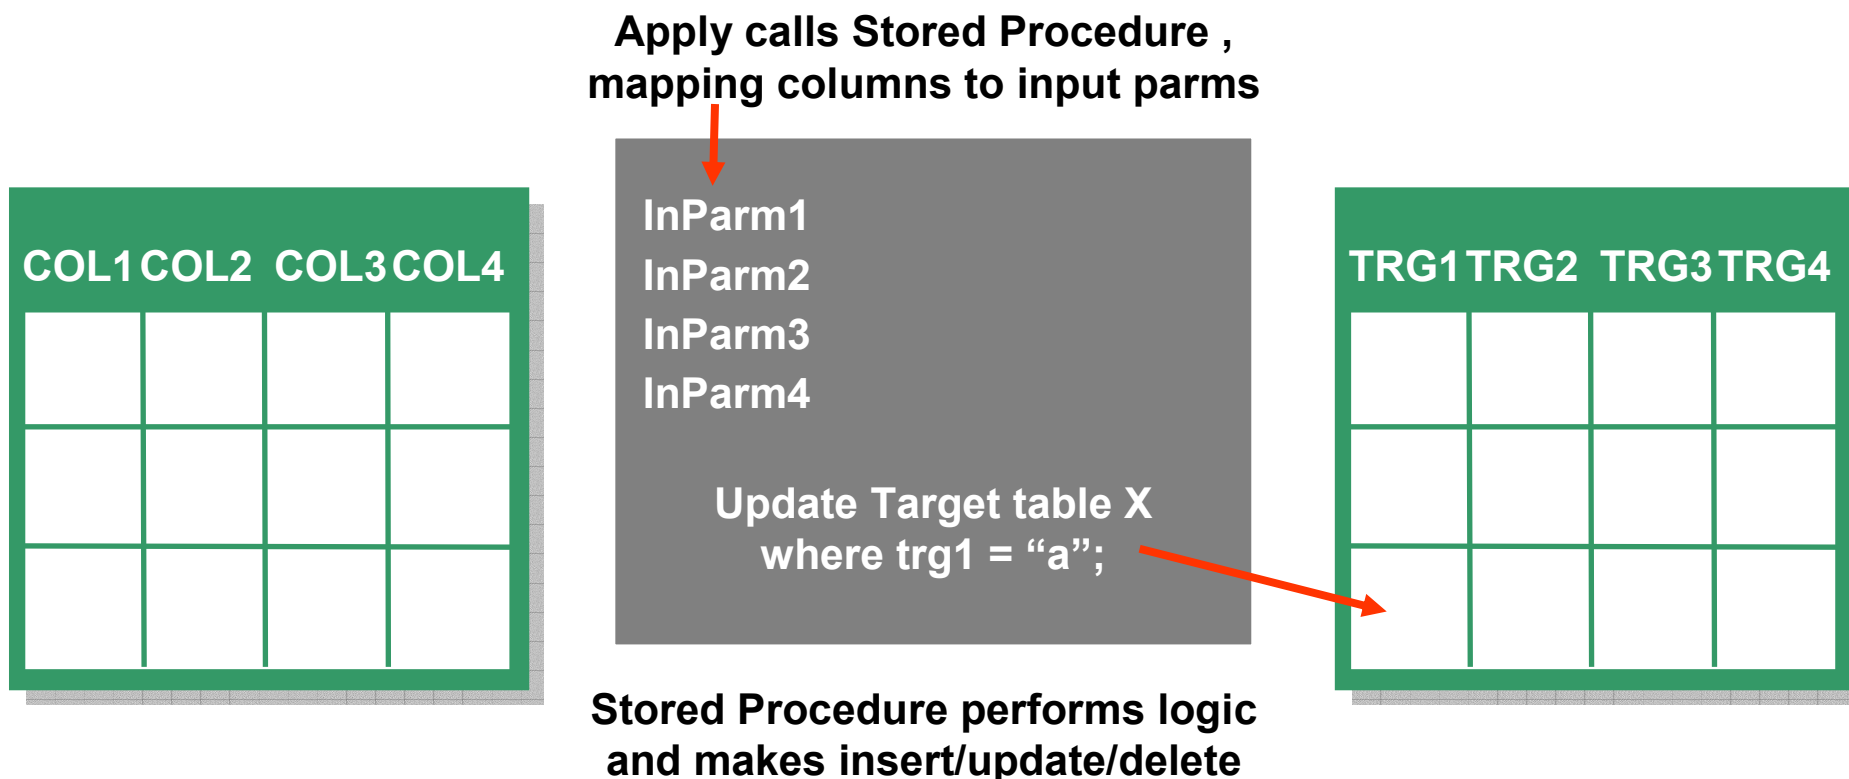 Apply calls Stored Procedure ,
mapping columns to input parms
COL1 COL2 COL3 COL4
InParm1
InParm2
InParm3
InParm4
Update Target table X
where trg1 = “a”;
TRG1 TRG2 TRG3 TRG4
Stored Procedure performs logic
and makes insert/update/delete